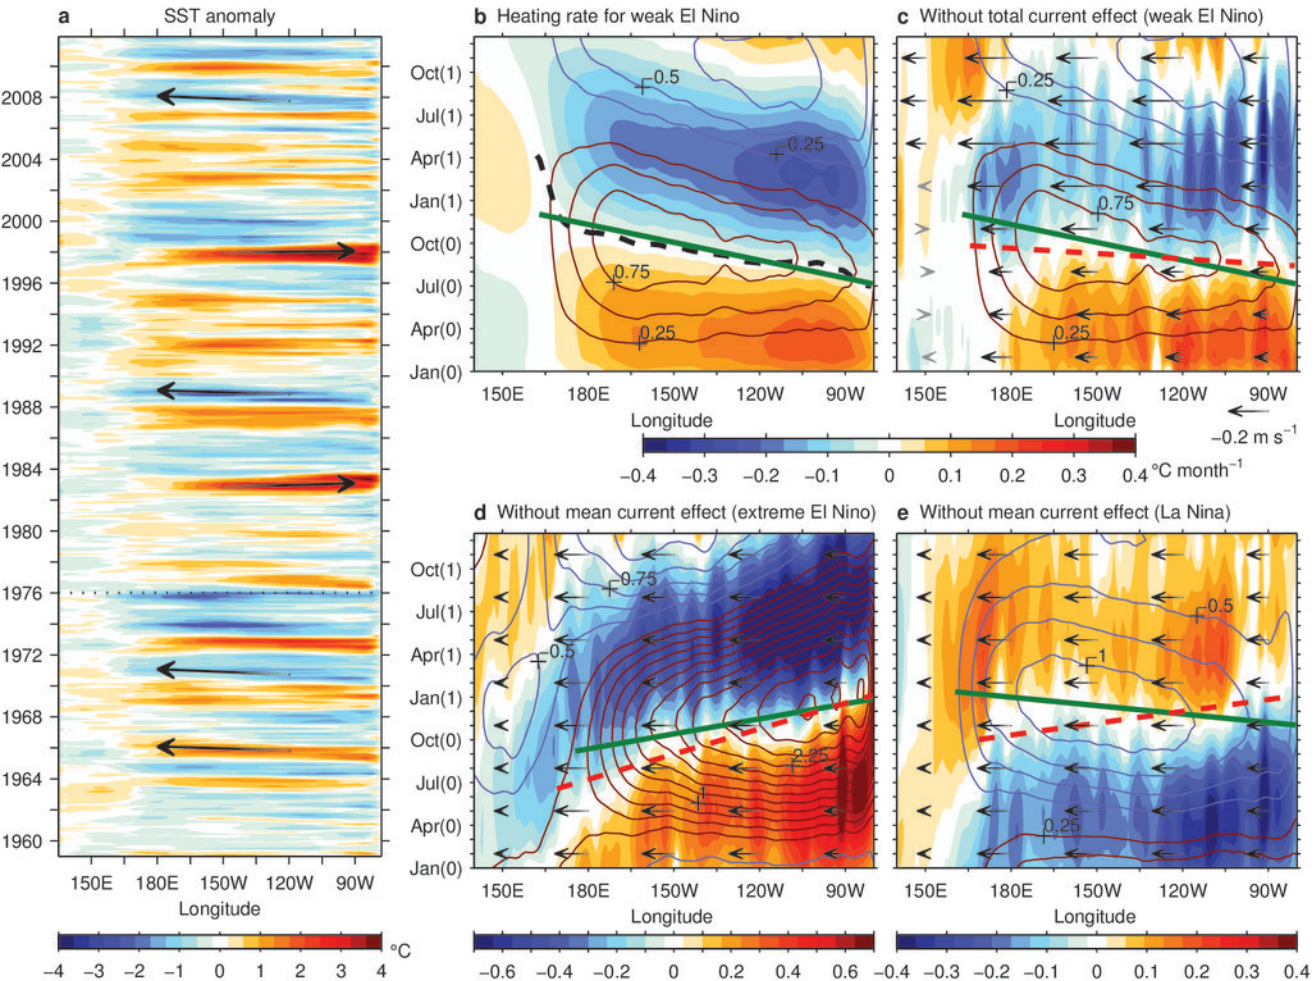 a SST anomaly
2008
2004
2000
1996
1992
1988
1984
1980
1976
1972
1968
1964
1960
150E 180E 150W 120W 90W
Longitude
−4 −3 −2 −1 0 1 2 3 4 °C
b Heating rate for weak El Nino
Oct(1)
Jul(1)
Apr(1)
Jan(1)
Oct(0)
Jul(0)
Apr(0)
Jan(0)
−0.5
−0.25
0.75
0.25
150E 180E 150W 120W 90W
Longitude
c Without total current effect (weak El Nino)
−0.25
0.75
0.25
150E 180E 150W 120W 90W
Longitude
−0.2 m s−1
−0.4 −0.3 −0.2 −0.1 0 0.1 0.2 0.3 0.4 °C month−1
d Without mean current effect (extreme El Nino)
Oct(1)
Jul(1)
Apr(1)
Jan(1)
Oct(0)
Jul(0)
Apr(0)
Jan(0)
−0.75
−0.5
2.25
1
150E 180E 150W 120W 90W
Longitude
−0.6 −0.4 −0.2 0 0.2 0.4 0.6
e Without mean current effect (La Nina)
−0.5
−1
0.25
150E 180E 150W 120W 90W
Longitude
−0.4 −0.3 −0.2 −0.1 0 0.1 0.2 0.3 0.4